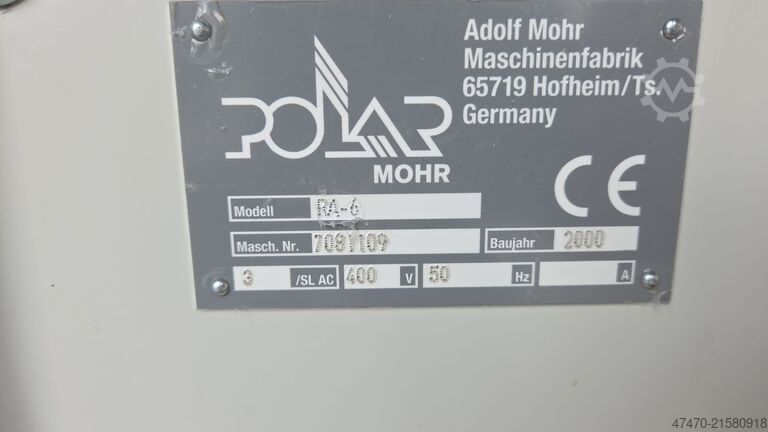 Adolf Mohr
Maschinenfabrik
65719 Hofheim/Ts.
Germany
POLAR
MOHR
CE
Modell RA-6
Masch. Nr. 7081109 Baujahr 2000
3 /SL AC 400 V 50 Hz A
47470-21580918